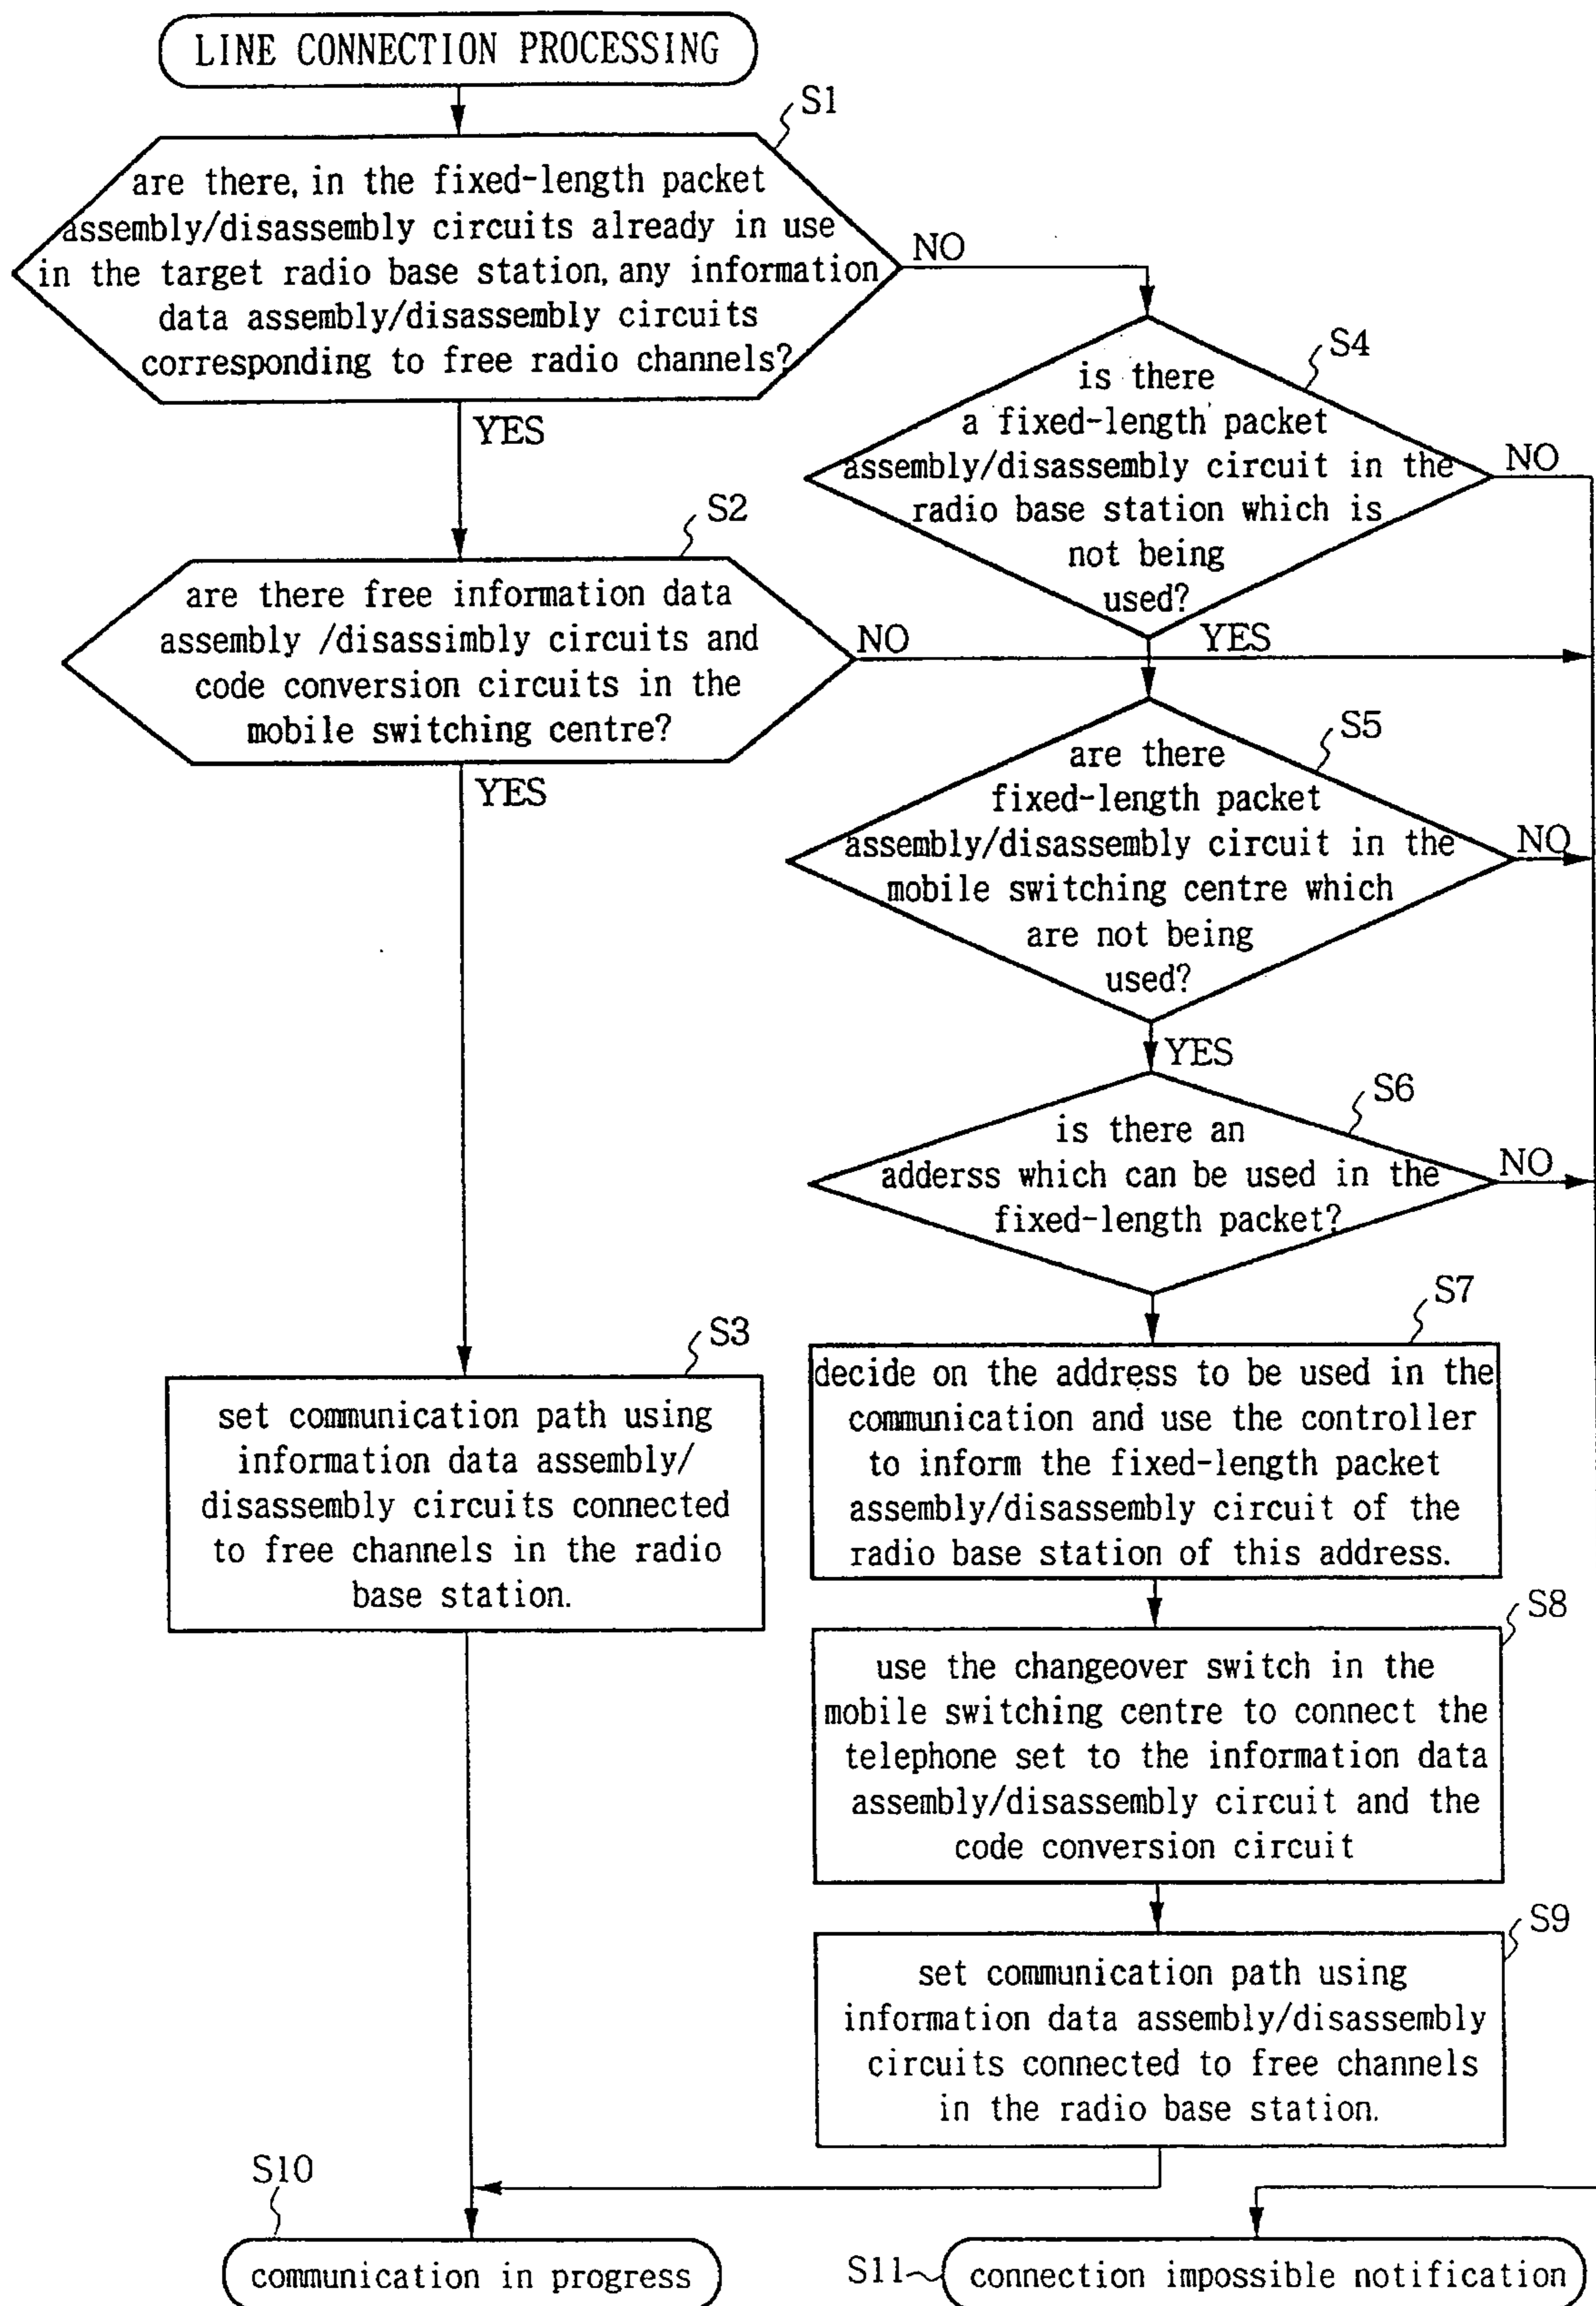 LINE CONNECTION PROCESSING
S1
are there, in the fixed-length packet
assembly/disassembly circuits already in use
in the target radio base station, any information
data assembly/disassembly circuits
corresponding to free radio channels?
NO
YES
S4
is there
a fixed-length packet
assembly/disassembly circuit in the
radio base station which is
not being
used?
NO
YES
S2
are there free information data
assembly /disassimbly circuits and
code conversion circuits in the
mobile switching centre?
NO
YES
S5
are there
fixed-length packet
assembly/disassembly circuit in the
mobile switching centre which
are not being
used?
NO
YES
S6
is there an
adderss which can be used in the
fixed-length packet?
NO
S3
set communication path using
information data assembly/
disassembly circuits connected
to free channels in the radio
base station.
S7
decide on the address to be used in the
communication and use the controller
to inform the fixed-length packet
assembly/disassembly circuit of the
radio base station of this address.
S8
use the changeover switch in the
mobile switching centre to connect the
telephone set to the information data
assembly/disassembly circuit and the
code conversion circuit
S9
set communication path using
information data assembly/disassembly
circuits connected to free channels
in the radio base station.
S10
communication in progress
S11
connection impossible notification